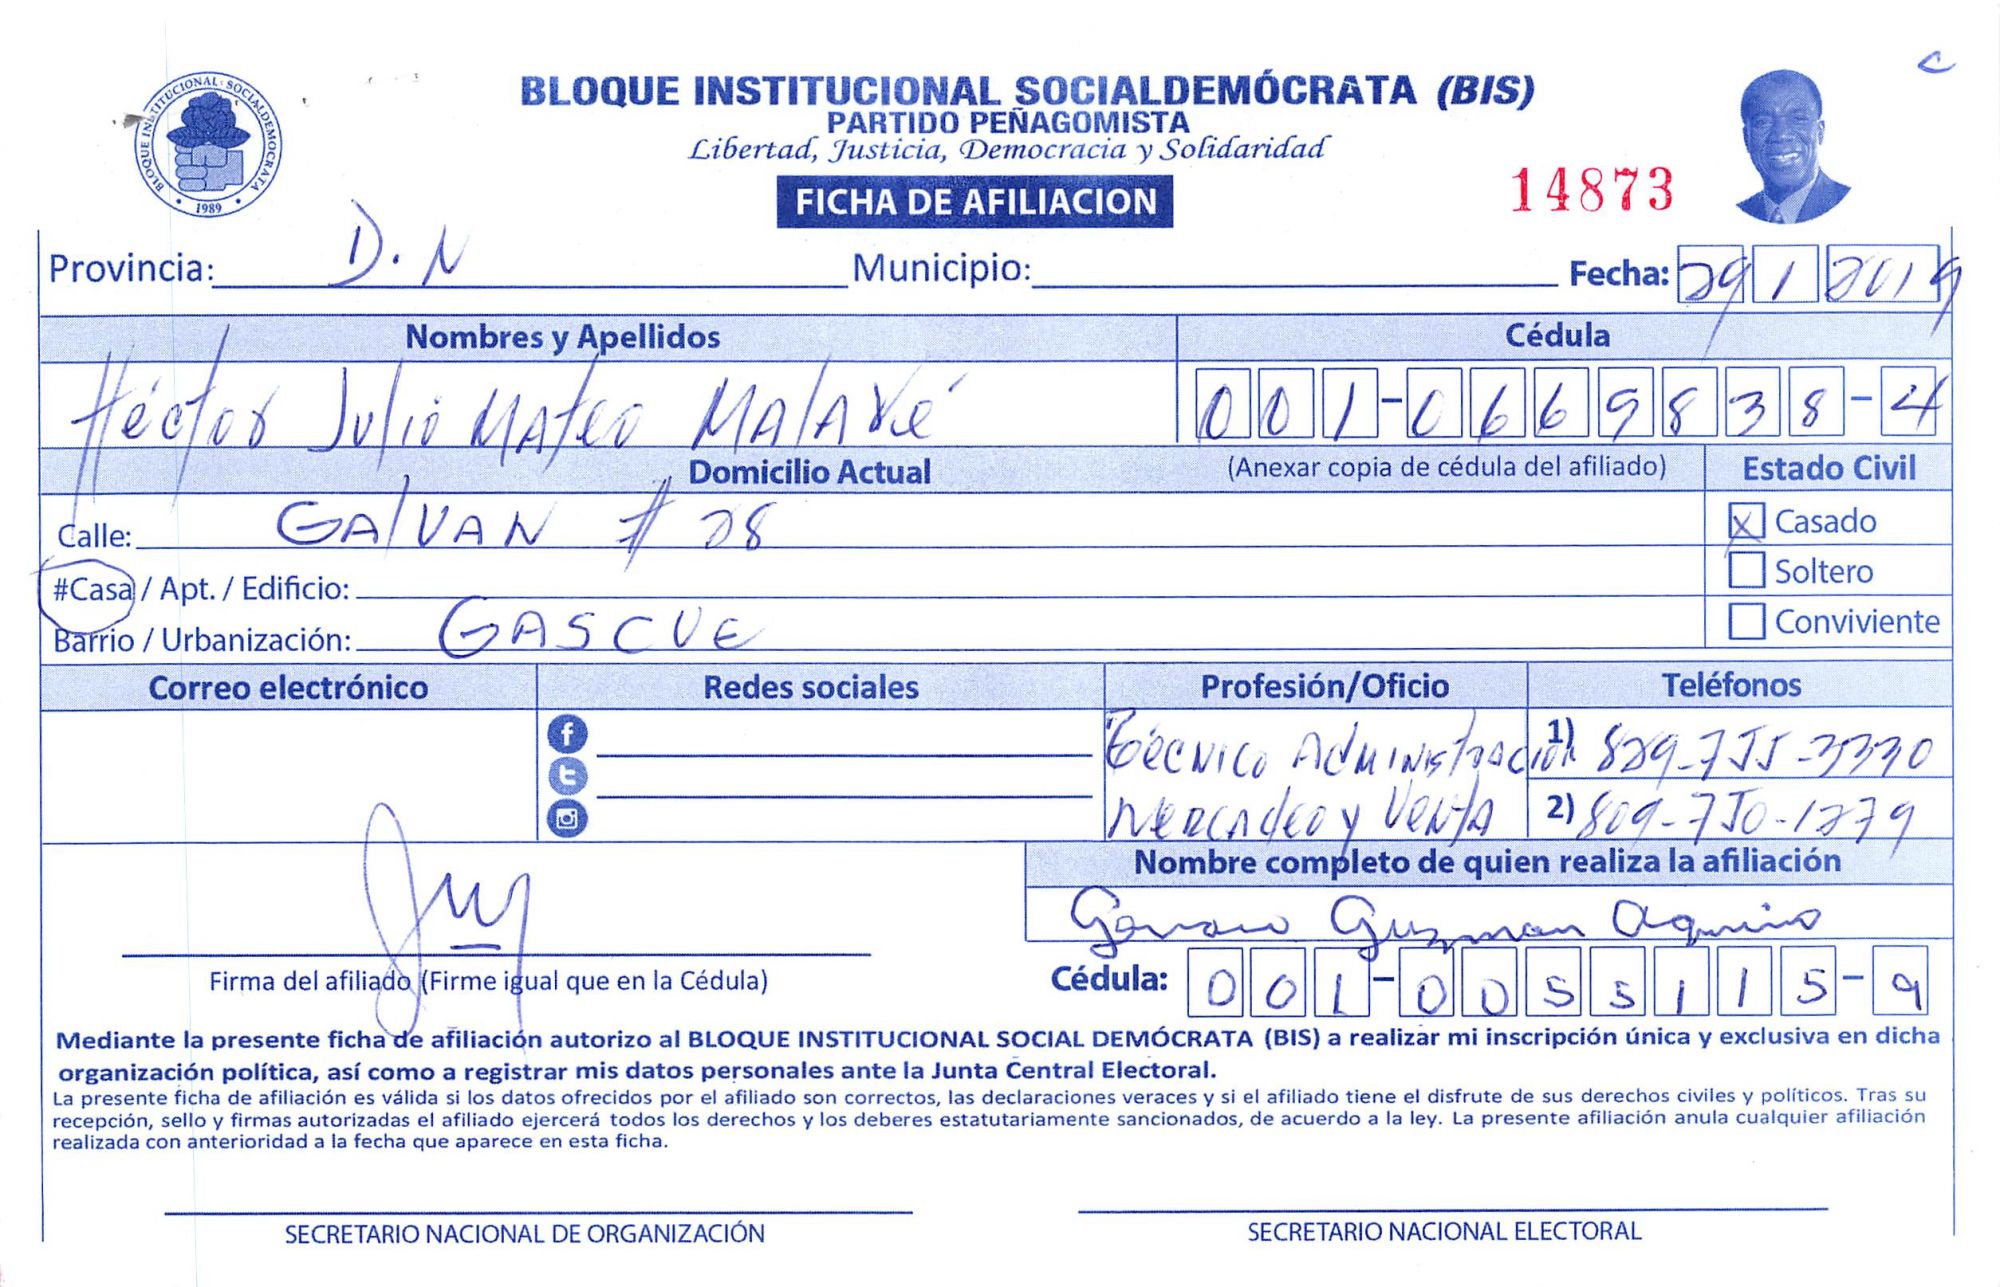 BLOQUE INSTITUCIONAL SOCIALDEMOCRATA
1989
BLOQUE INSTITUCIONAL SOCIALDEMÓCRATA (BIS)
PARTIDO PEÑAGOMISTA
Libertad, Justicia, Democracia y Solidaridad
FICHA DE AFILIACION
14873
Provincia: D.N Municipio: Fecha: 29 1 2019
Nombres y Apellidos Cédula
Héctor Julio Mateo Malavé 001-0669838-4
Domicilio Actual (Anexar copia de cédula del afiliado) Estado Civil
Calle: GALVAN # 28 X Casado
#Casa / Apt. / Edificio: Soltero
Barrio / Urbanización: GASCUE Conviviente
Correo electrónico Redes sociales Profesión/Oficio Teléfonos
Técnico Administración 1) 829-755-3330
Mercadeo y Venta 2) 809-750-1279
Nombre completo de quien realiza la afiliación
Genaro Guzman Aquino
Firma del afiliado (Firme igual que en la Cédula) Cédula: 001-0055115-9
Mediante la presente ficha de afiliación autorizo al BLOQUE INSTITUCIONAL SOCIAL DEMÓCRATA (BIS) a realizar mi inscripción única y exclusiva en dicha
organización política, así como a registrar mis datos personales ante la Junta Central Electoral.
La presente ficha de afiliación es válida si los datos ofrecidos por el afiliado son correctos, las declaraciones veraces y si el afiliado tiene el disfrute de sus derechos civiles y políticos. Tras su
recepción, sello y firmas autorizadas el afiliado ejercerá todos los derechos y los deberes estatutariamente sancionados, de acuerdo a la ley. La presente afiliación anula cualquier afiliación
realizada con anterioridad a la fecha que aparece en esta ficha.
SECRETARIO NACIONAL DE ORGANIZACIÓN SECRETARIO NACIONAL ELECTORAL